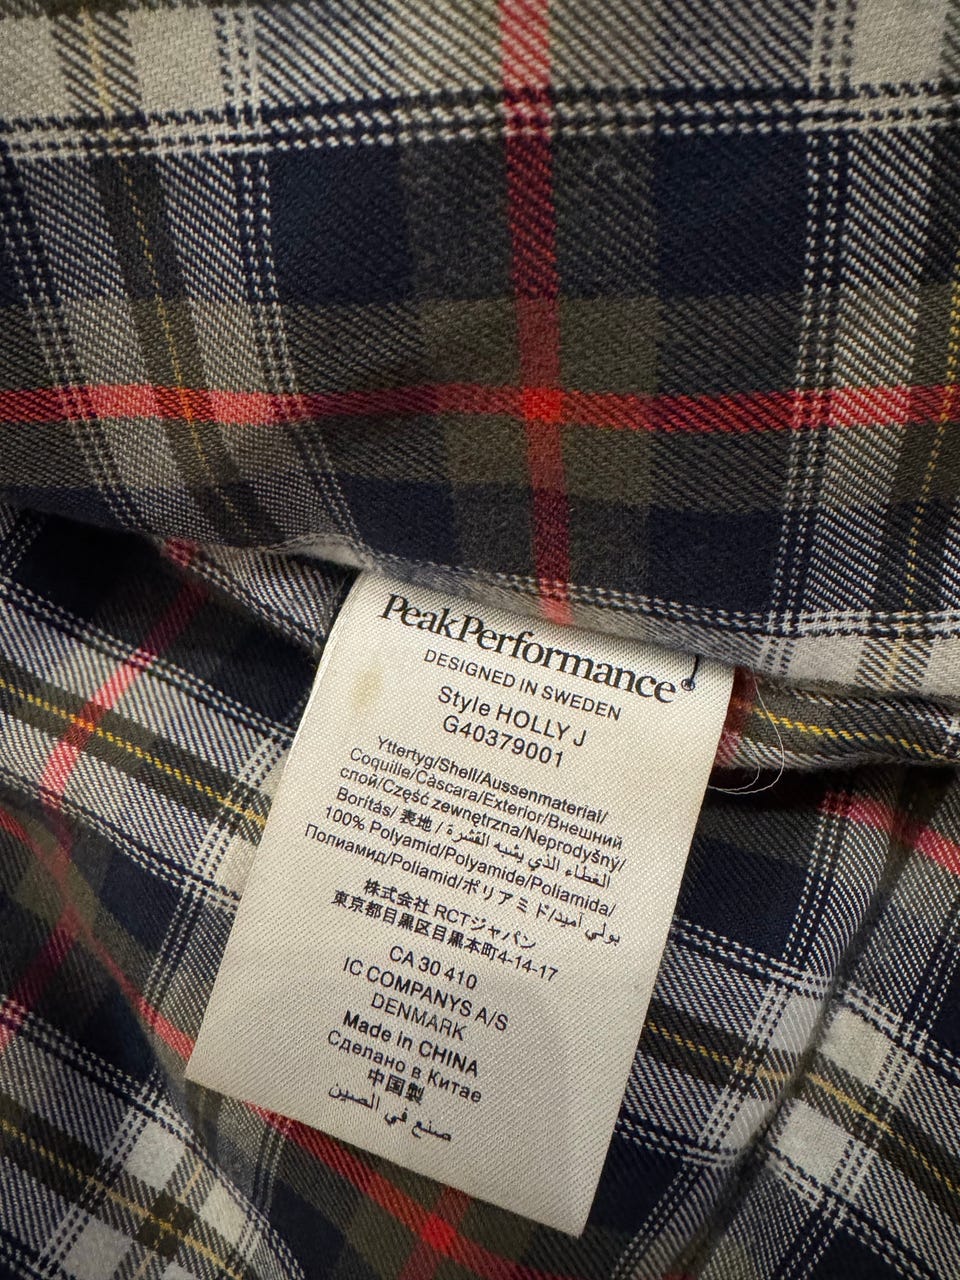 PeakPerformance
DESIGNED IN SWEDEN
Style HOLLY J
G40379001
Yttertyg/Shell/Aussenmaterial/
Coquille/Cáscara/Exterior/Внешний
слой/Część zewnętrzna/Neprodyšný/
Borítás/ 表地 / الغطاء الذي يشبه القشرة/
100% Polyamid/Polyamide/Poliamida/
Полиамид/Poliamid/ポリアミド/بولي أميد
株式会社 RCTジャパン
東京都目黒区目黒本町4-14-17
CA 30 410
IC COMPANYS A/S
DENMARK
Made in CHINA
Сделано в Китае
中国製
صنع في الصين